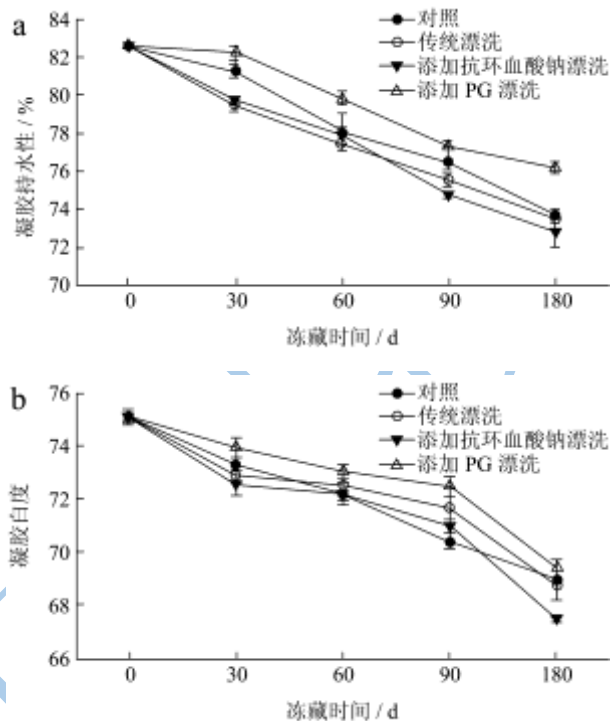 a
84
82
80
78
76
74
72
70
凝胶持水性 / %
对照
传统漂洗
添加抗环血酸钠漂洗
添加 PG 漂洗
0 30 60 90 180
冻藏时间 / d
b
76
74
72
70
68
66
凝胶白度
对照
传统漂洗
添加抗环血酸钠漂洗
添加 PG 漂洗
0 30 60 90 180
冻藏时间 / d